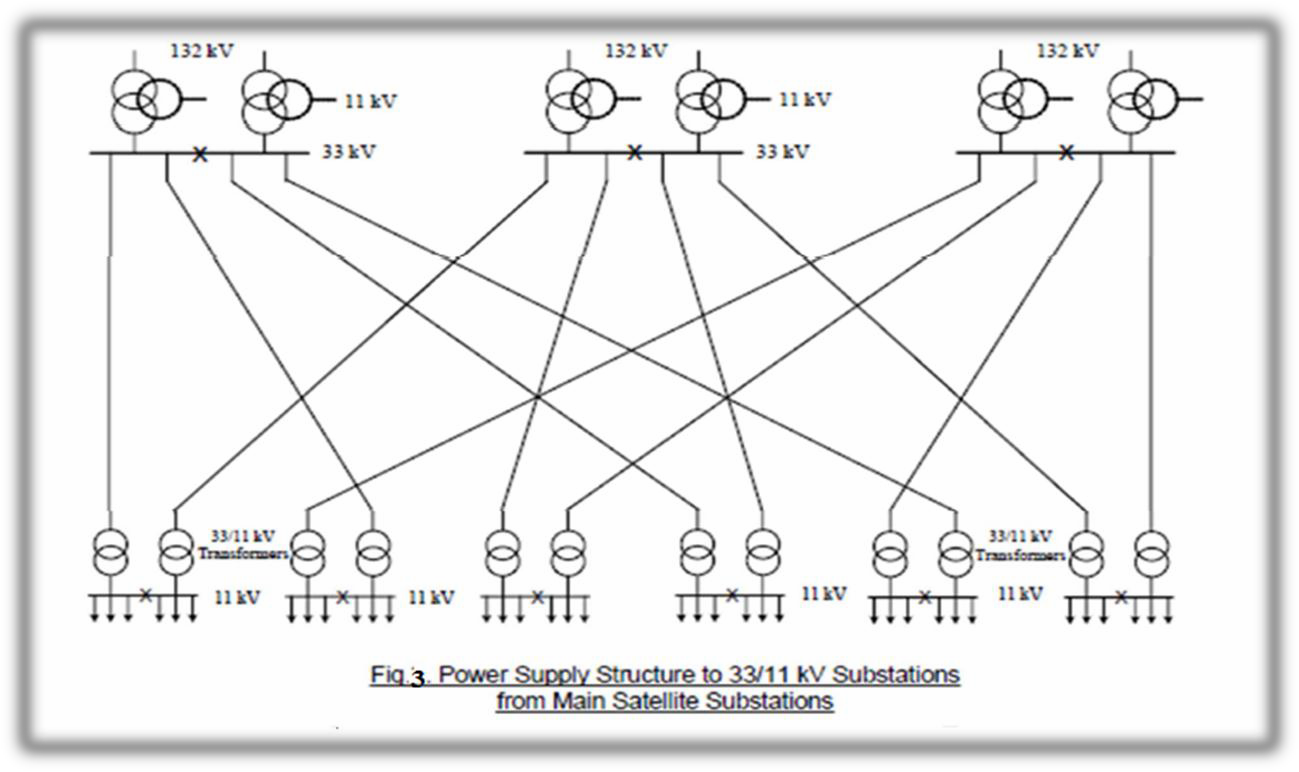 132 kV 132 kV 132 kV
11 kV 11 kV
X X X
33 kV 33 kV
33/11 kV 33/11 kV
Transformers Transformers
X X X X X X
11 kV 11 kV 11 kV 11 kV
Fig.3. Power Supply Structure to 33/11 kV Substations
from Main Satellite Substations